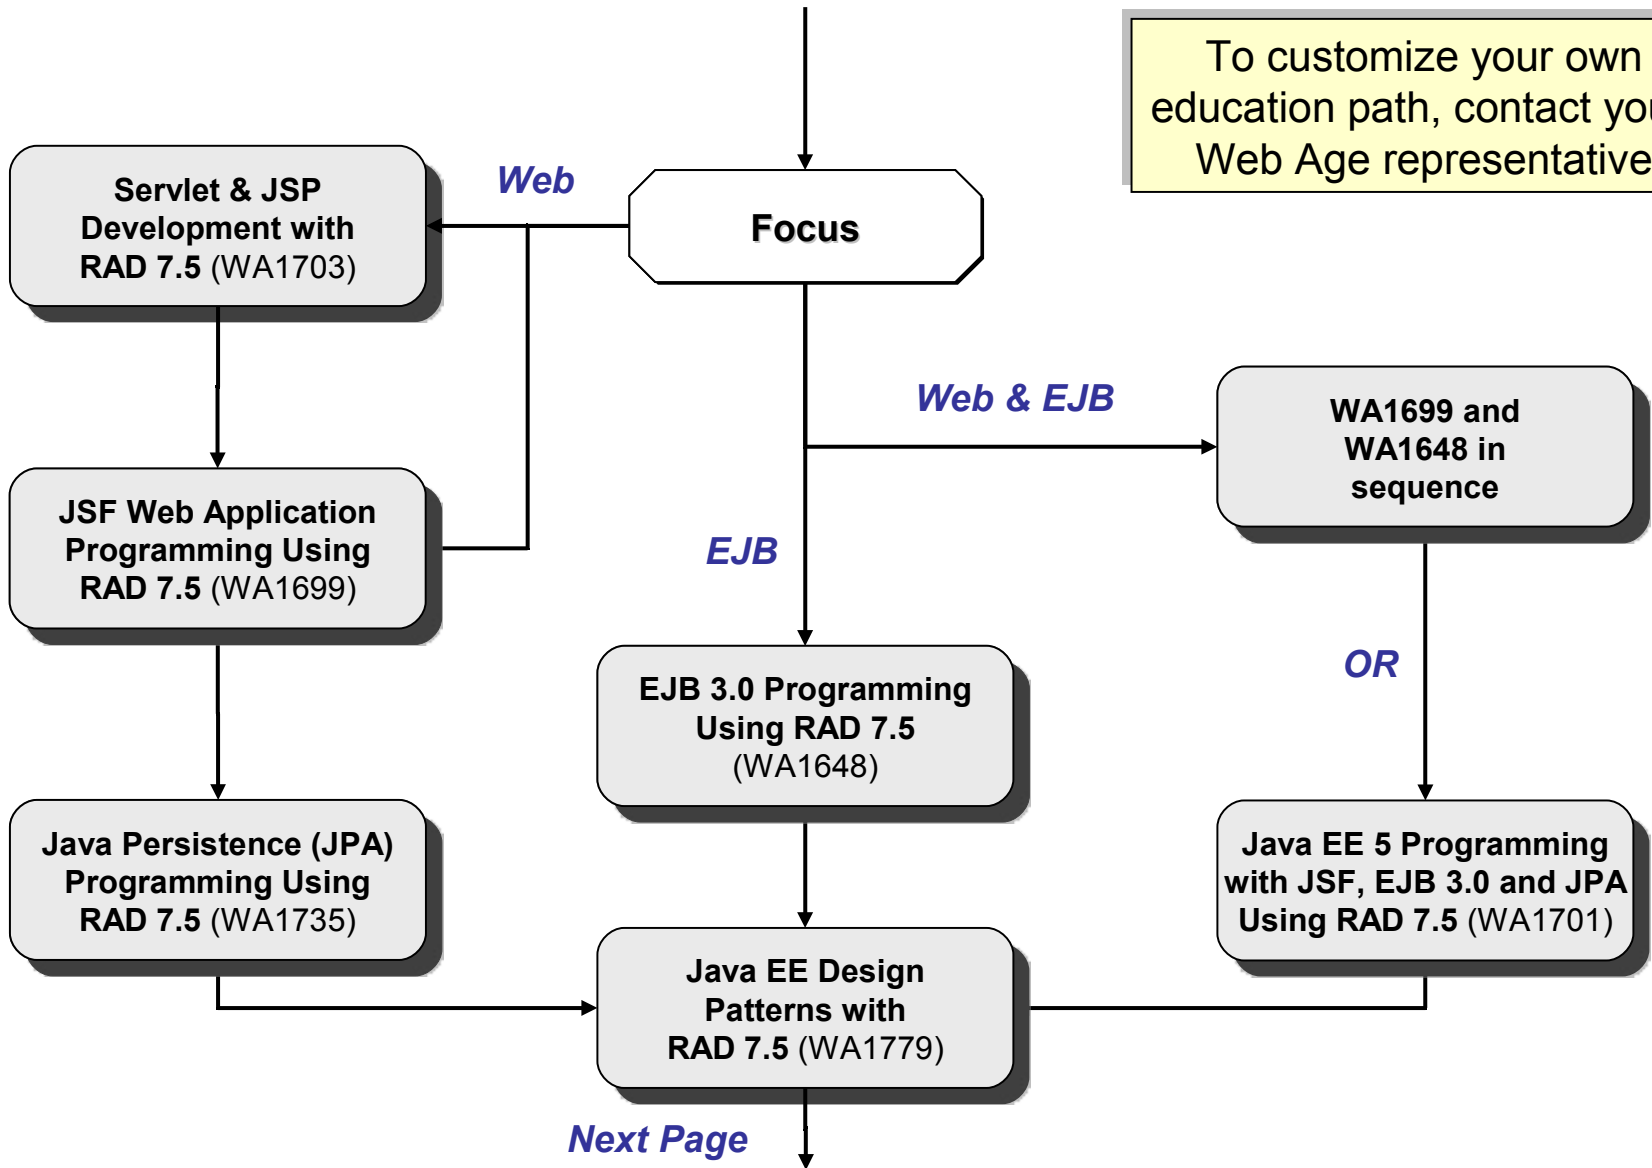 To customize your own
education path, contact you
Web Age representative
Servlet & JSP
Development with
RAD 7.5 (WA1703)
Web
Focus
Web & EJB
WA1699 and
WA1648 in
sequence
JSF Web Application
Programming Using
RAD 7.5 (WA1699)
EJB
OR
EJB 3.0 Programming
Using RAD 7.5
(WA1648)
Java Persistence (JPA)
Programming Using
RAD 7.5 (WA1735)
Java EE 5 Programming
with JSF, EJB 3.0 and JPA
Using RAD 7.5 (WA1701)
Java EE Design
Patterns with
RAD 7.5 (WA1779)
Next Page